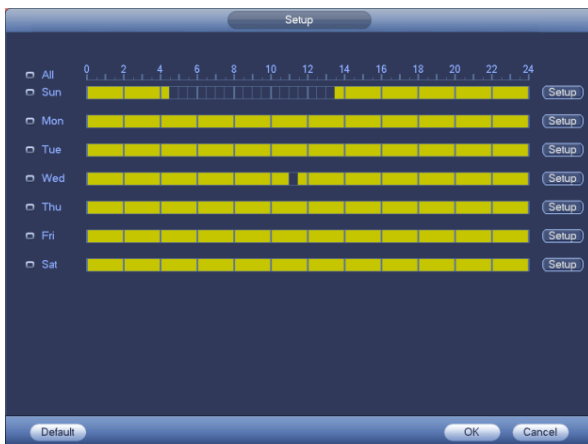 Setup
0 2 4 6 8 10 12 14 16 18 20 22 24
All
Sun Setup
Mon Setup
Tue Setup
Wed Setup
Thu Setup
Fri Setup
Sat Setup
Default OK Cancel